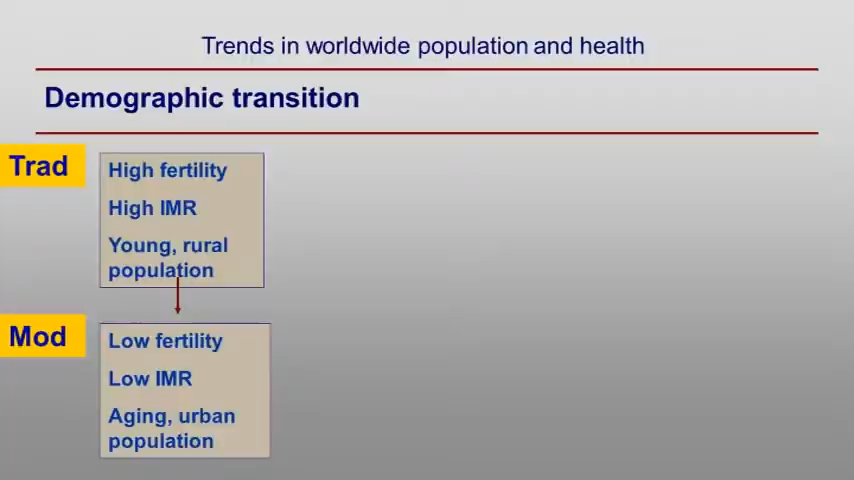 Trends in worldwide population and health
Demographic transition
Trad
High fertility
High IMR
Young, rural
population
Mod
Low fertility
Low IMR
Aging, urban
population